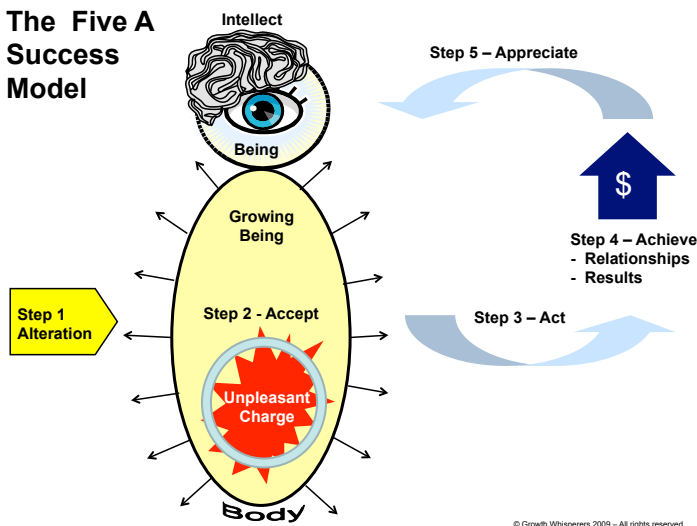 The Five A
Success
Model
Intellect
Being
Growing
Being
Step 1
Alteration
Step 2 - Accept
Unpleasant
Charge
Body
Step 3 – Act
Step 4 – Achieve
- Relationships
- Results
$
Step 5 – Appreciate
© Growth Whisperers 2009 – All rights reserved